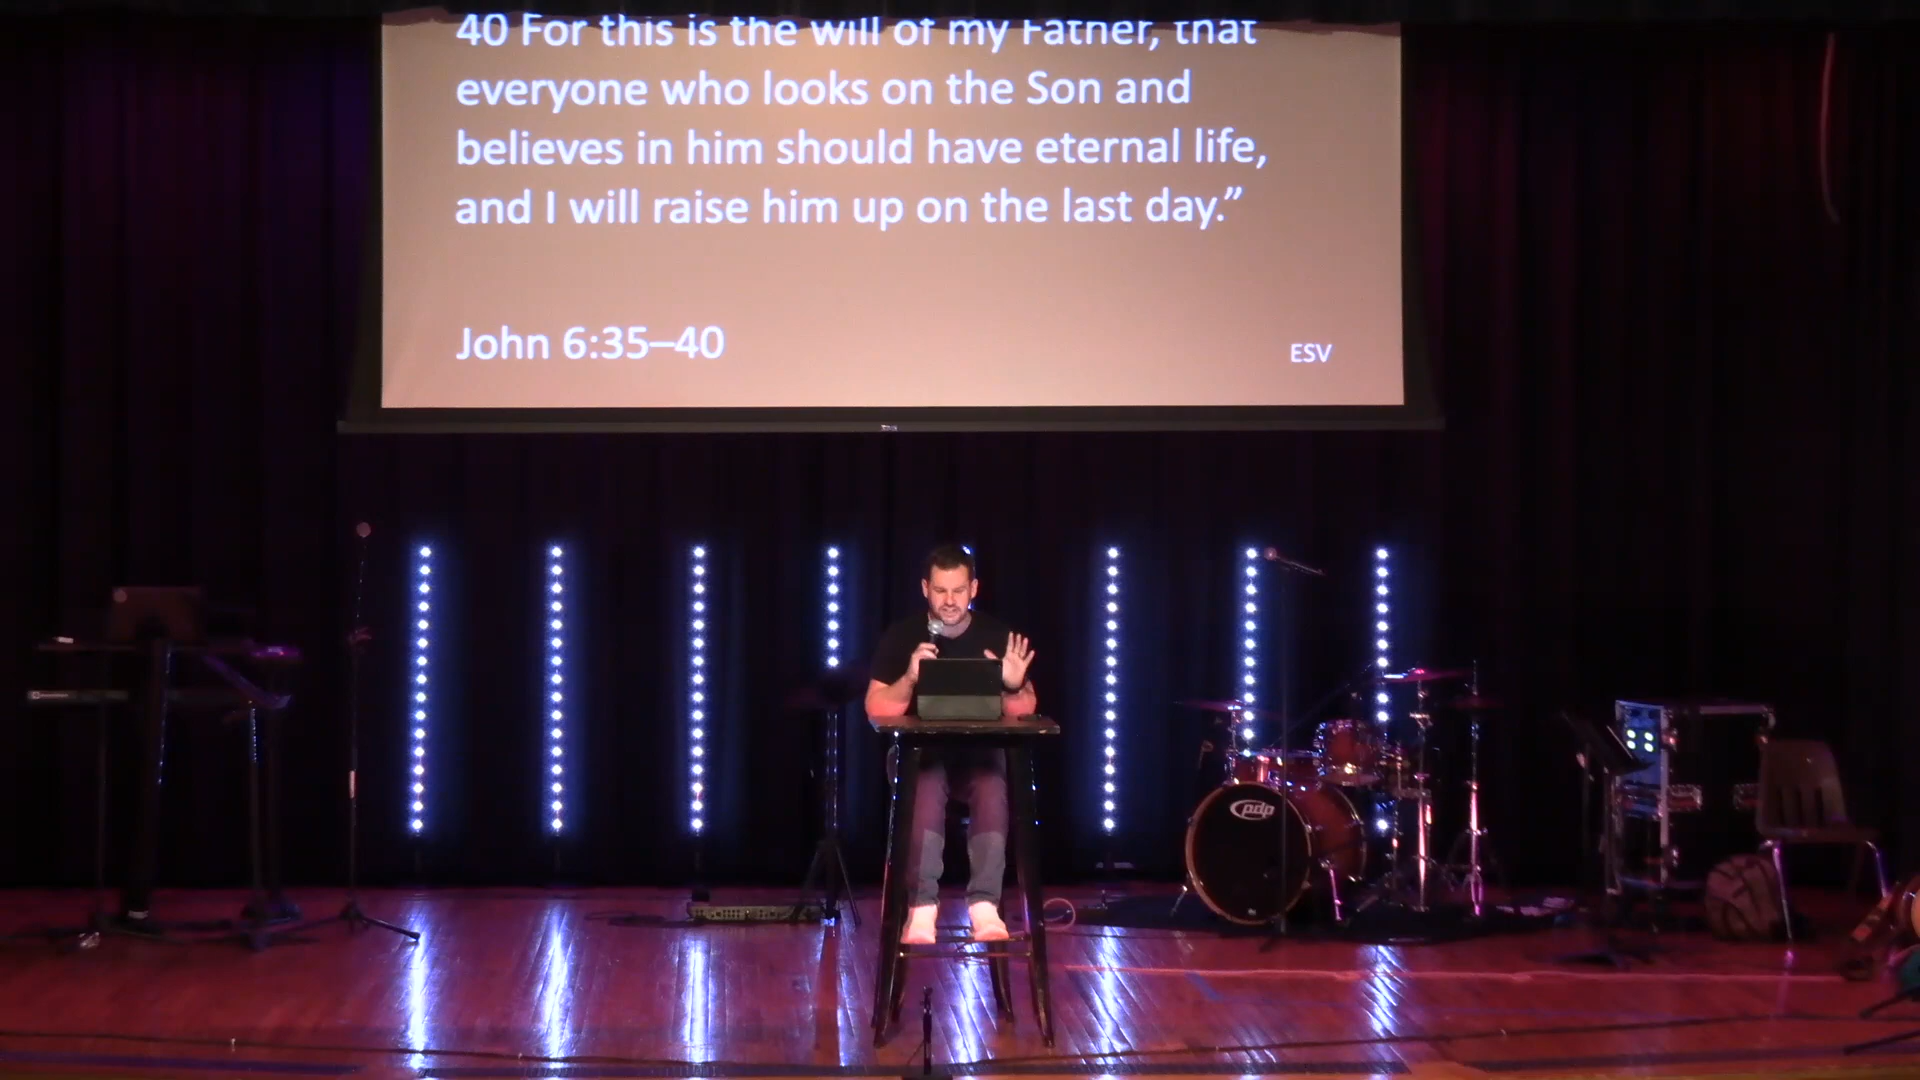 40 For this is the will of my Father, that
everyone who looks on the Son and
believes in him should have eternal life,
and I will raise him up on the last day.”
John 6:35–40
ESV
pdp